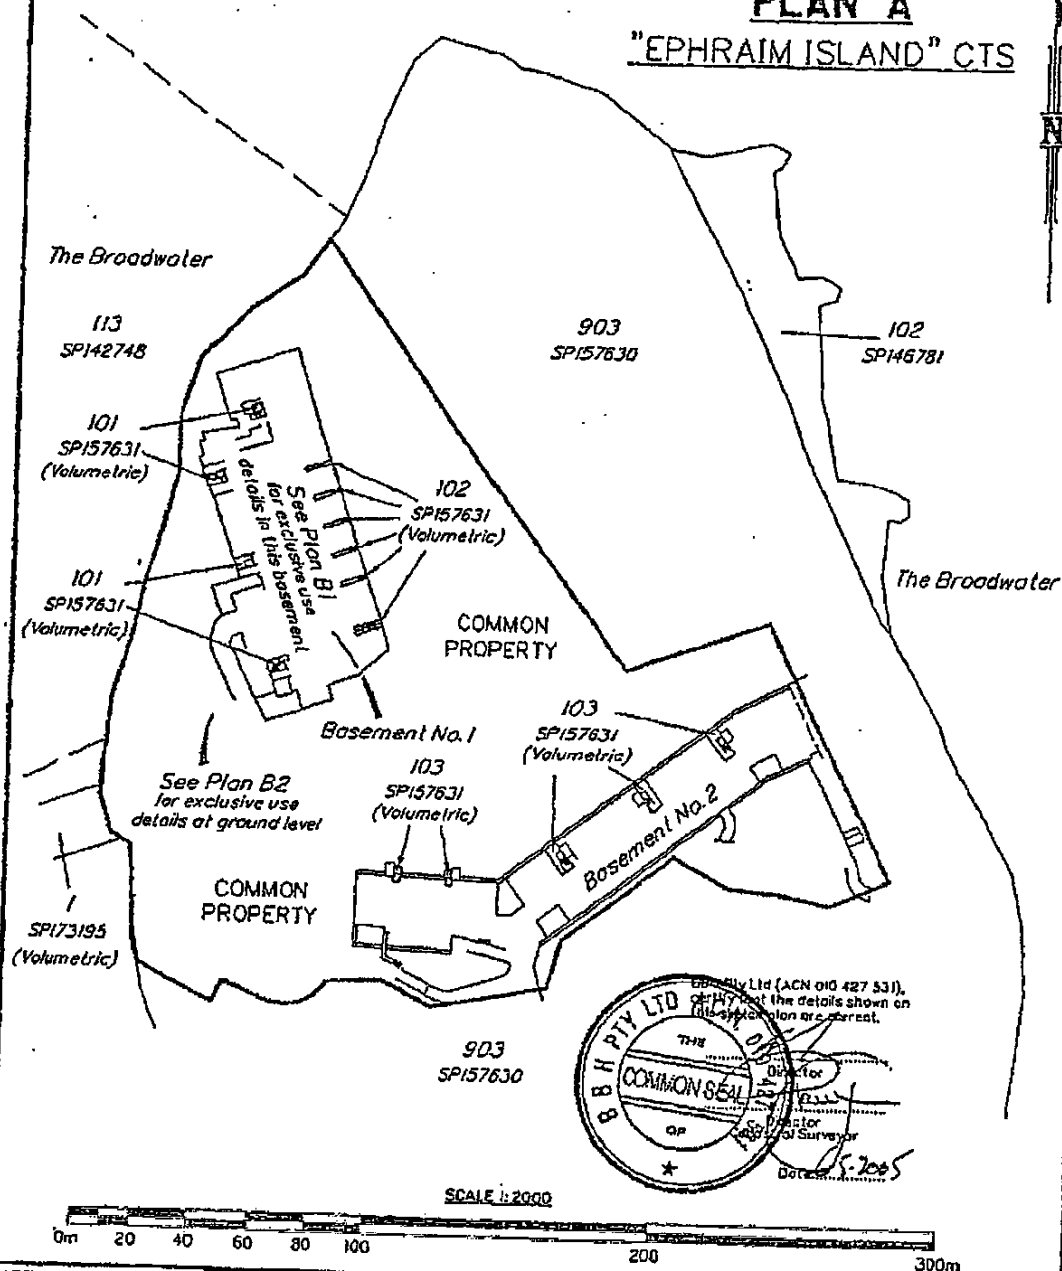 PLAN A
"EPHRAIM ISLAND" CTS
N
The Broadwater
113
SP142748
903
SP157630
102
SP146781
101
SP157631
(Volumetric)
See Plan B1
for exclusive use
details in this basement
102
SP157631
(Volumetric)
101
SP157631
(Volumetric)
The Broadwater
COMMON
PROPERTY
103
SP157631
(Volumetric)
Basement No.1
See Plan B2
for exclusive use
details at ground level
103
SP157631
(Volumetric)
Basement No.2
COMMON
PROPERTY
1
SP173195
(Volumetric)
903
SP157630
Pty Ltd (ACN 010 427 531),
certify that the details shown on
this sketch plan are correct.
Director
Director
Surveyor
Date 5-2005
BBH PTY LTD
THE
COMMON SEAL
OF
SCALE 1:2000
0m 20 40 60 80 100 200 300m